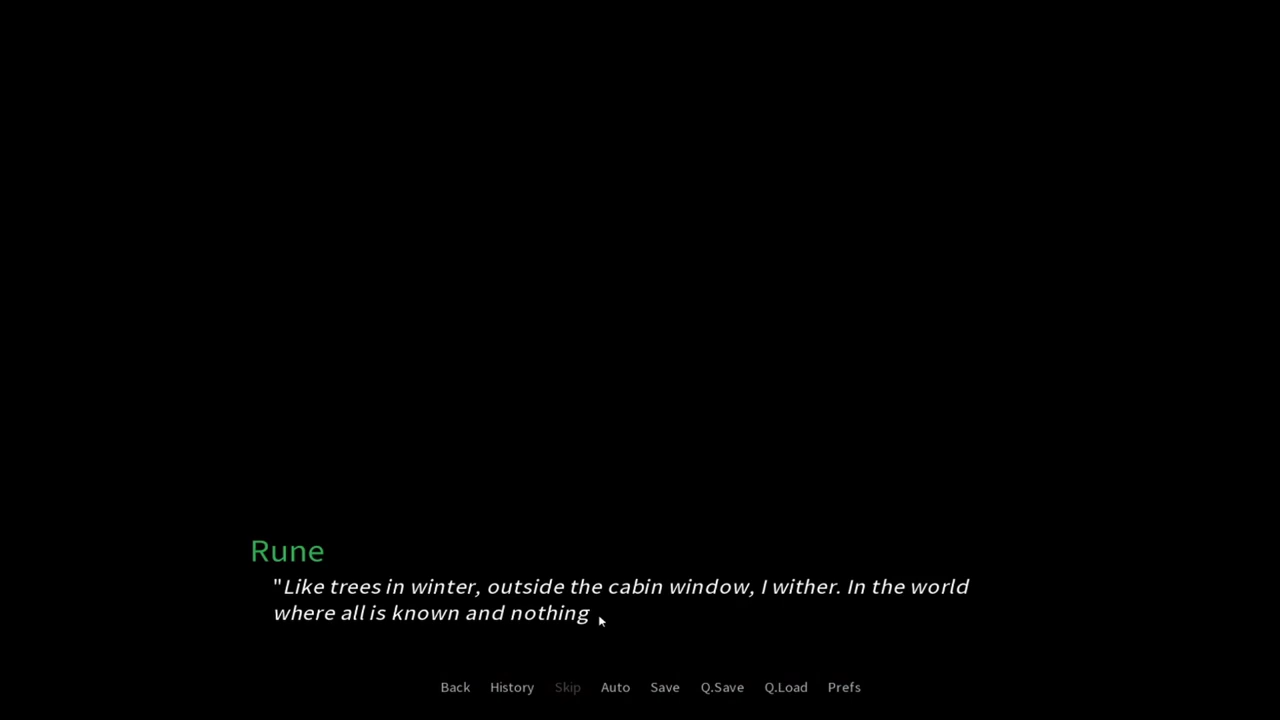 Rune
"Like trees in winter, outside the cabin window, I wither. In the world
where all is known and nothing
Back History Skip Auto Save Q.Save Q.Load Prefs